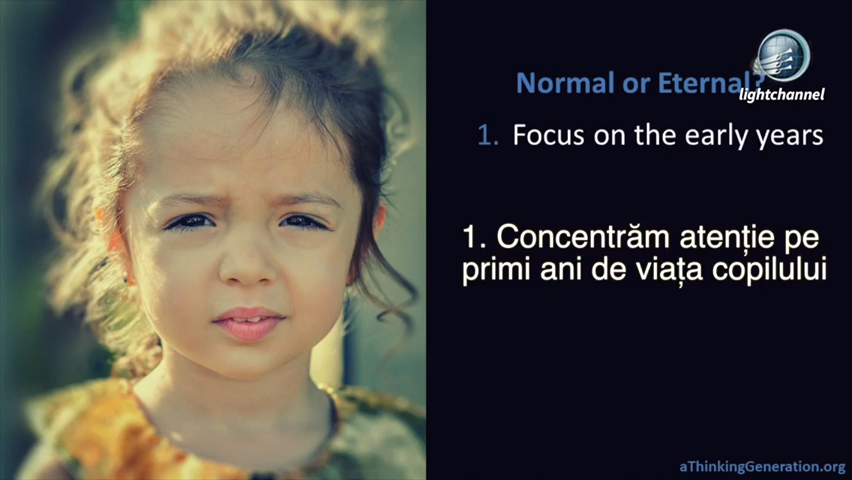 Normal or Eternal?
lightchannel
1. Focus on the early years
1. Concentrăm atenție pe
primi ani de viața copilului
aThinkingGeneration.org